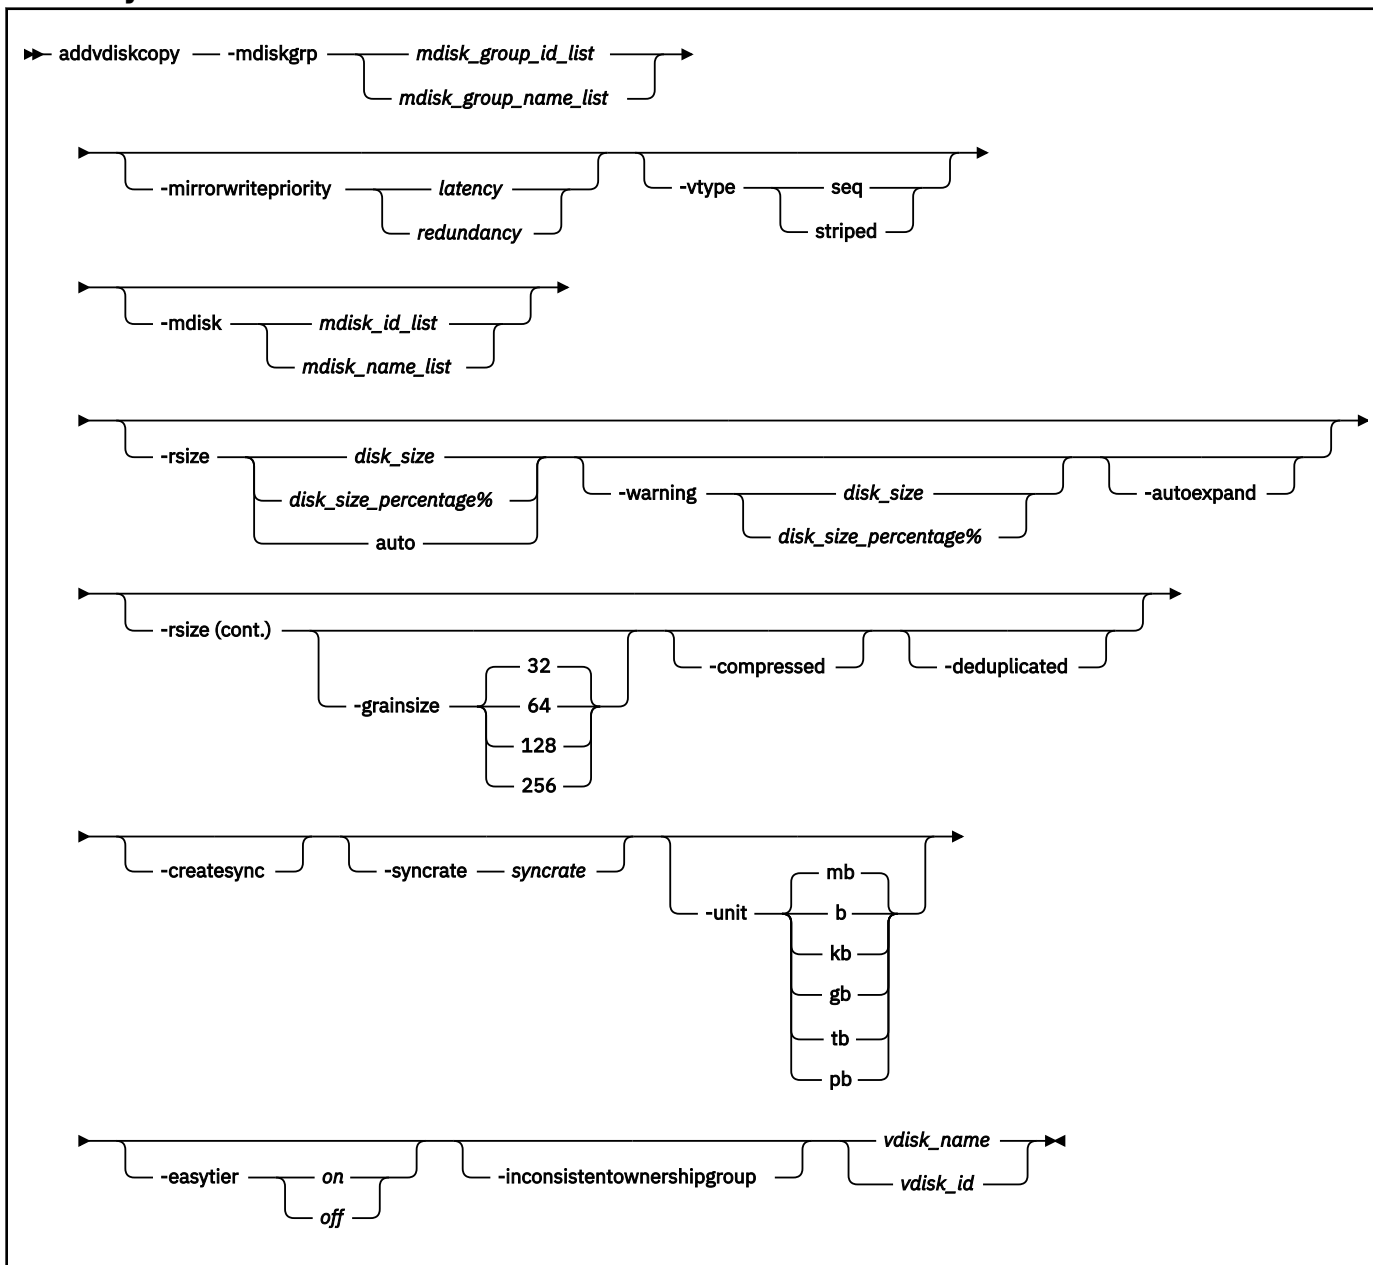 addvdiskcopy -mdiskgrp mdisk_group_id_list
mdisk_group_name_list
-mirrorwritepriority latency -vtype seq
redundancy striped
-mdisk mdisk_id_list
mdisk_name_list
-rsize disk_size
disk_size_percentage% -warning disk_size -autoexpand
auto disk_size_percentage%
-rsize (cont.)
32 -compressed -deduplicated
-grainsize 64
128
256
-createsync -syncrate syncrate mb
-unit b
kb
gb
tb
pb
vdisk_name
-easytier on -inconsistentownershipgroup vdisk_id
off